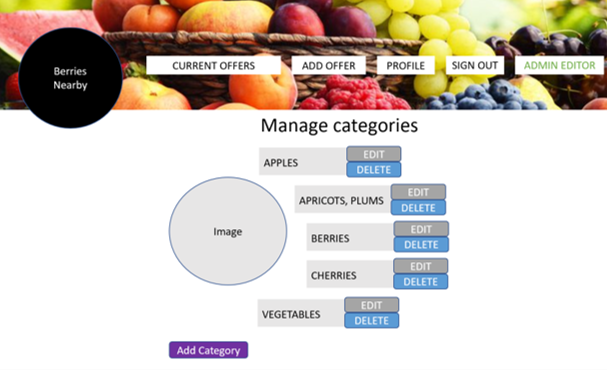 Berries
Nearby
CURRENT OFFERS
ADD OFFER
PROFILE
SIGN OUT
ADMIN EDITOR
Manage categories
APPLES
EDIT
DELETE
APRICOTS, PLUMS
EDIT
DELETE
BERRIES
EDIT
DELETE
Image
CHERRIES
EDIT
DELETE
VEGETABLES
EDIT
DELETE
Add Category